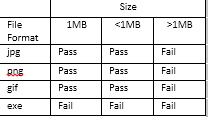 Size
File Format 1MB <1MB >1MB
jpg Pass Pass Fail
png Pass Pass Fail
gif Pass Pass Fail
exe Fail Fail Fail